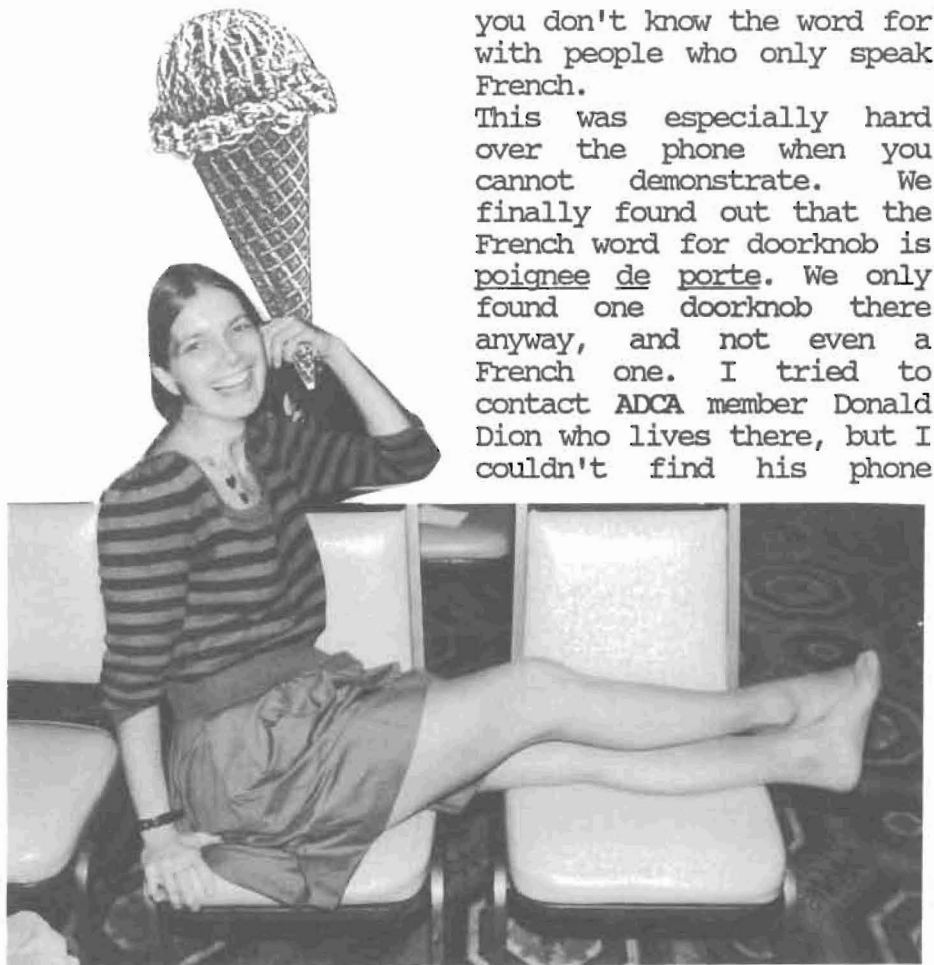 you don't know the word for
with people who only speak
French.
This was especially hard
over the phone when you
cannot demonstrate. We
finally found out that the
French word for doorknob is
poignee de porte. We only
found one doorknob there
anyway, and not even a
French one. I tried to
contact ADCA member Donald
Dion who lives there, but I
couldn't find his phone